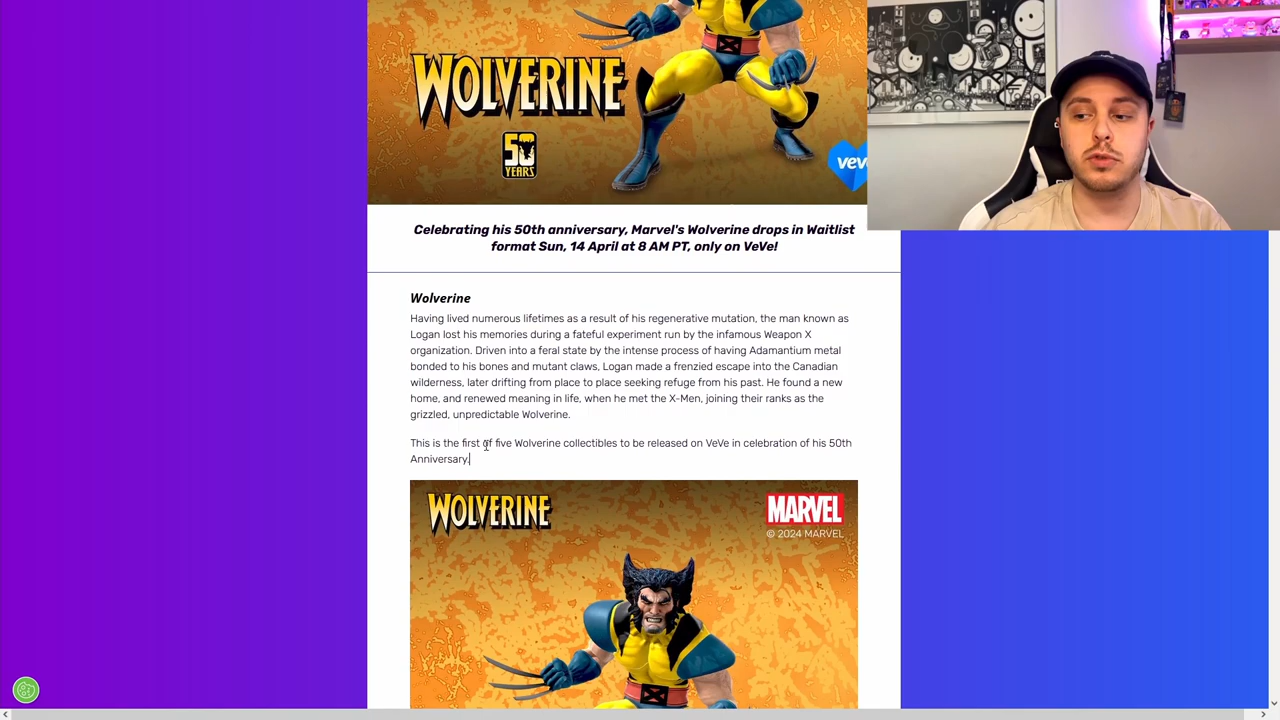 WOLVERINE
50
YEARS
vev
Celebrating his 50th anniversary, Marvel's Wolverine drops in Waitlist
format Sun, 14 April at 8 AM PT, only on VeVe!
Wolverine
Having lived numerous lifetimes as a result of his regenerative mutation, the man known as
Logan lost his memories during a fateful experiment run by the infamous Weapon X
organization. Driven into a feral state by the intense process of having Adamantium metal
bonded to his bones and mutant claws, Logan made a frenzied escape into the Canadian
wilderness, later drifting from place to place seeking refuge from his past. He found a new
home, and renewed meaning in life, when he met the X-Men, joining their ranks as the
grizzled, unpredictable Wolverine.
This is the first of five Wolverine collectibles to be released on VeVe in celebration of his 50th
Anniversary.
WOLVERINE
MARVEL
© 2024 MARVEL